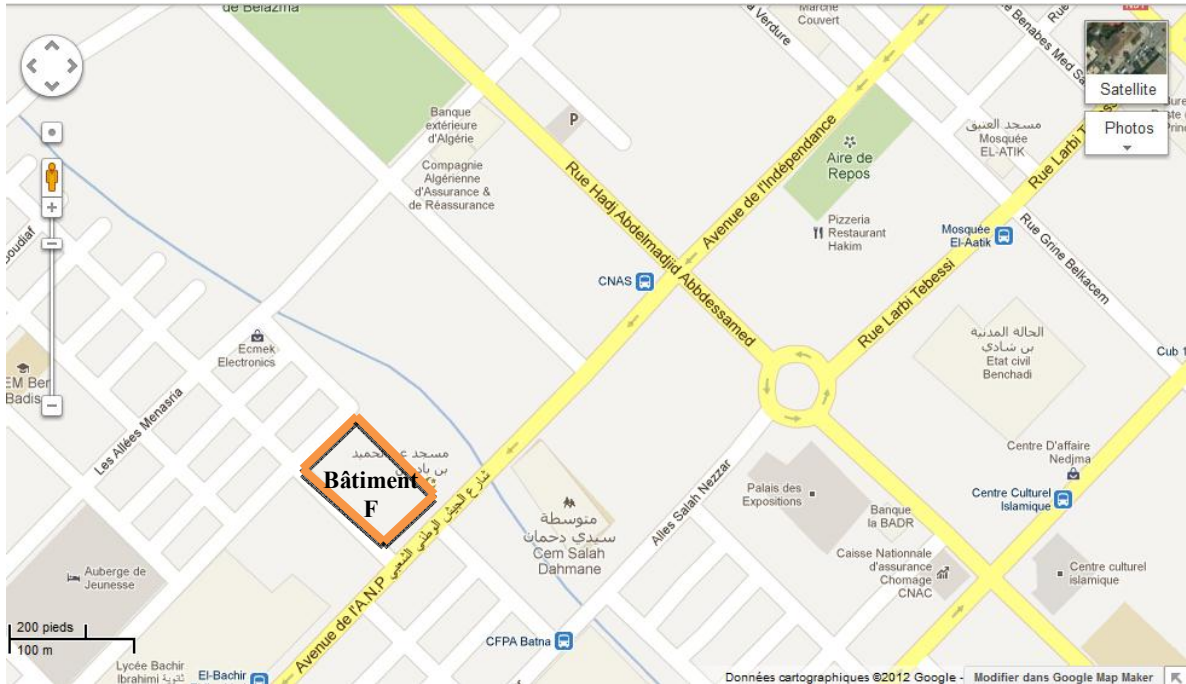 de Belazma
la Verdure
Marché
Couvert
Rue Benabes Med
Satellite
Photos
Banque
extérieure
d'Algérie
P
Compagnie
Algérienne
d'Assurance &
de Réassurance
Rue Hadj Abdelmadjid Abbdessamed
Avenue de l'Indépendance
Aire de
Repos
مسجد العتيق
Mosquée
EL-ATIK
Rue Larbi Tebessi
Pizzeria
Restaurant
Hakim
Mosquée
El-Aatik
Rue Grine Belkacem
CNAS
Rue Larbi Tebessi
Boudiaf
Ecmek
Electronics
EM Ben
Badis
Les Allées Menasria
الحالة المدنية
بن شادي
Etat civil
Benchadi
Cub 1
Bâtiment
F
شارع الجيش الوطني الشعبي
Avenue de l'A.N.P
متوسطة
سيدي دحمان
Cem Salah
Dahmane
Alles Salah Nezzar
Palais des
Expositions
Centre D'affaire
Nedjma
Centre Culturel
Islamique
Banque
la BADR
Caisse Nationale
d'assurance
Chomage
CNAC
Centre culturel
islamique
Auberge de
Jeunesse
200 pieds
100 m
CFPA Batna
Lycée Bachir
Ibrahimi ثانوية
El-Bachir
Données cartographiques ©2012 Google -
Modifier dans Google Map Maker